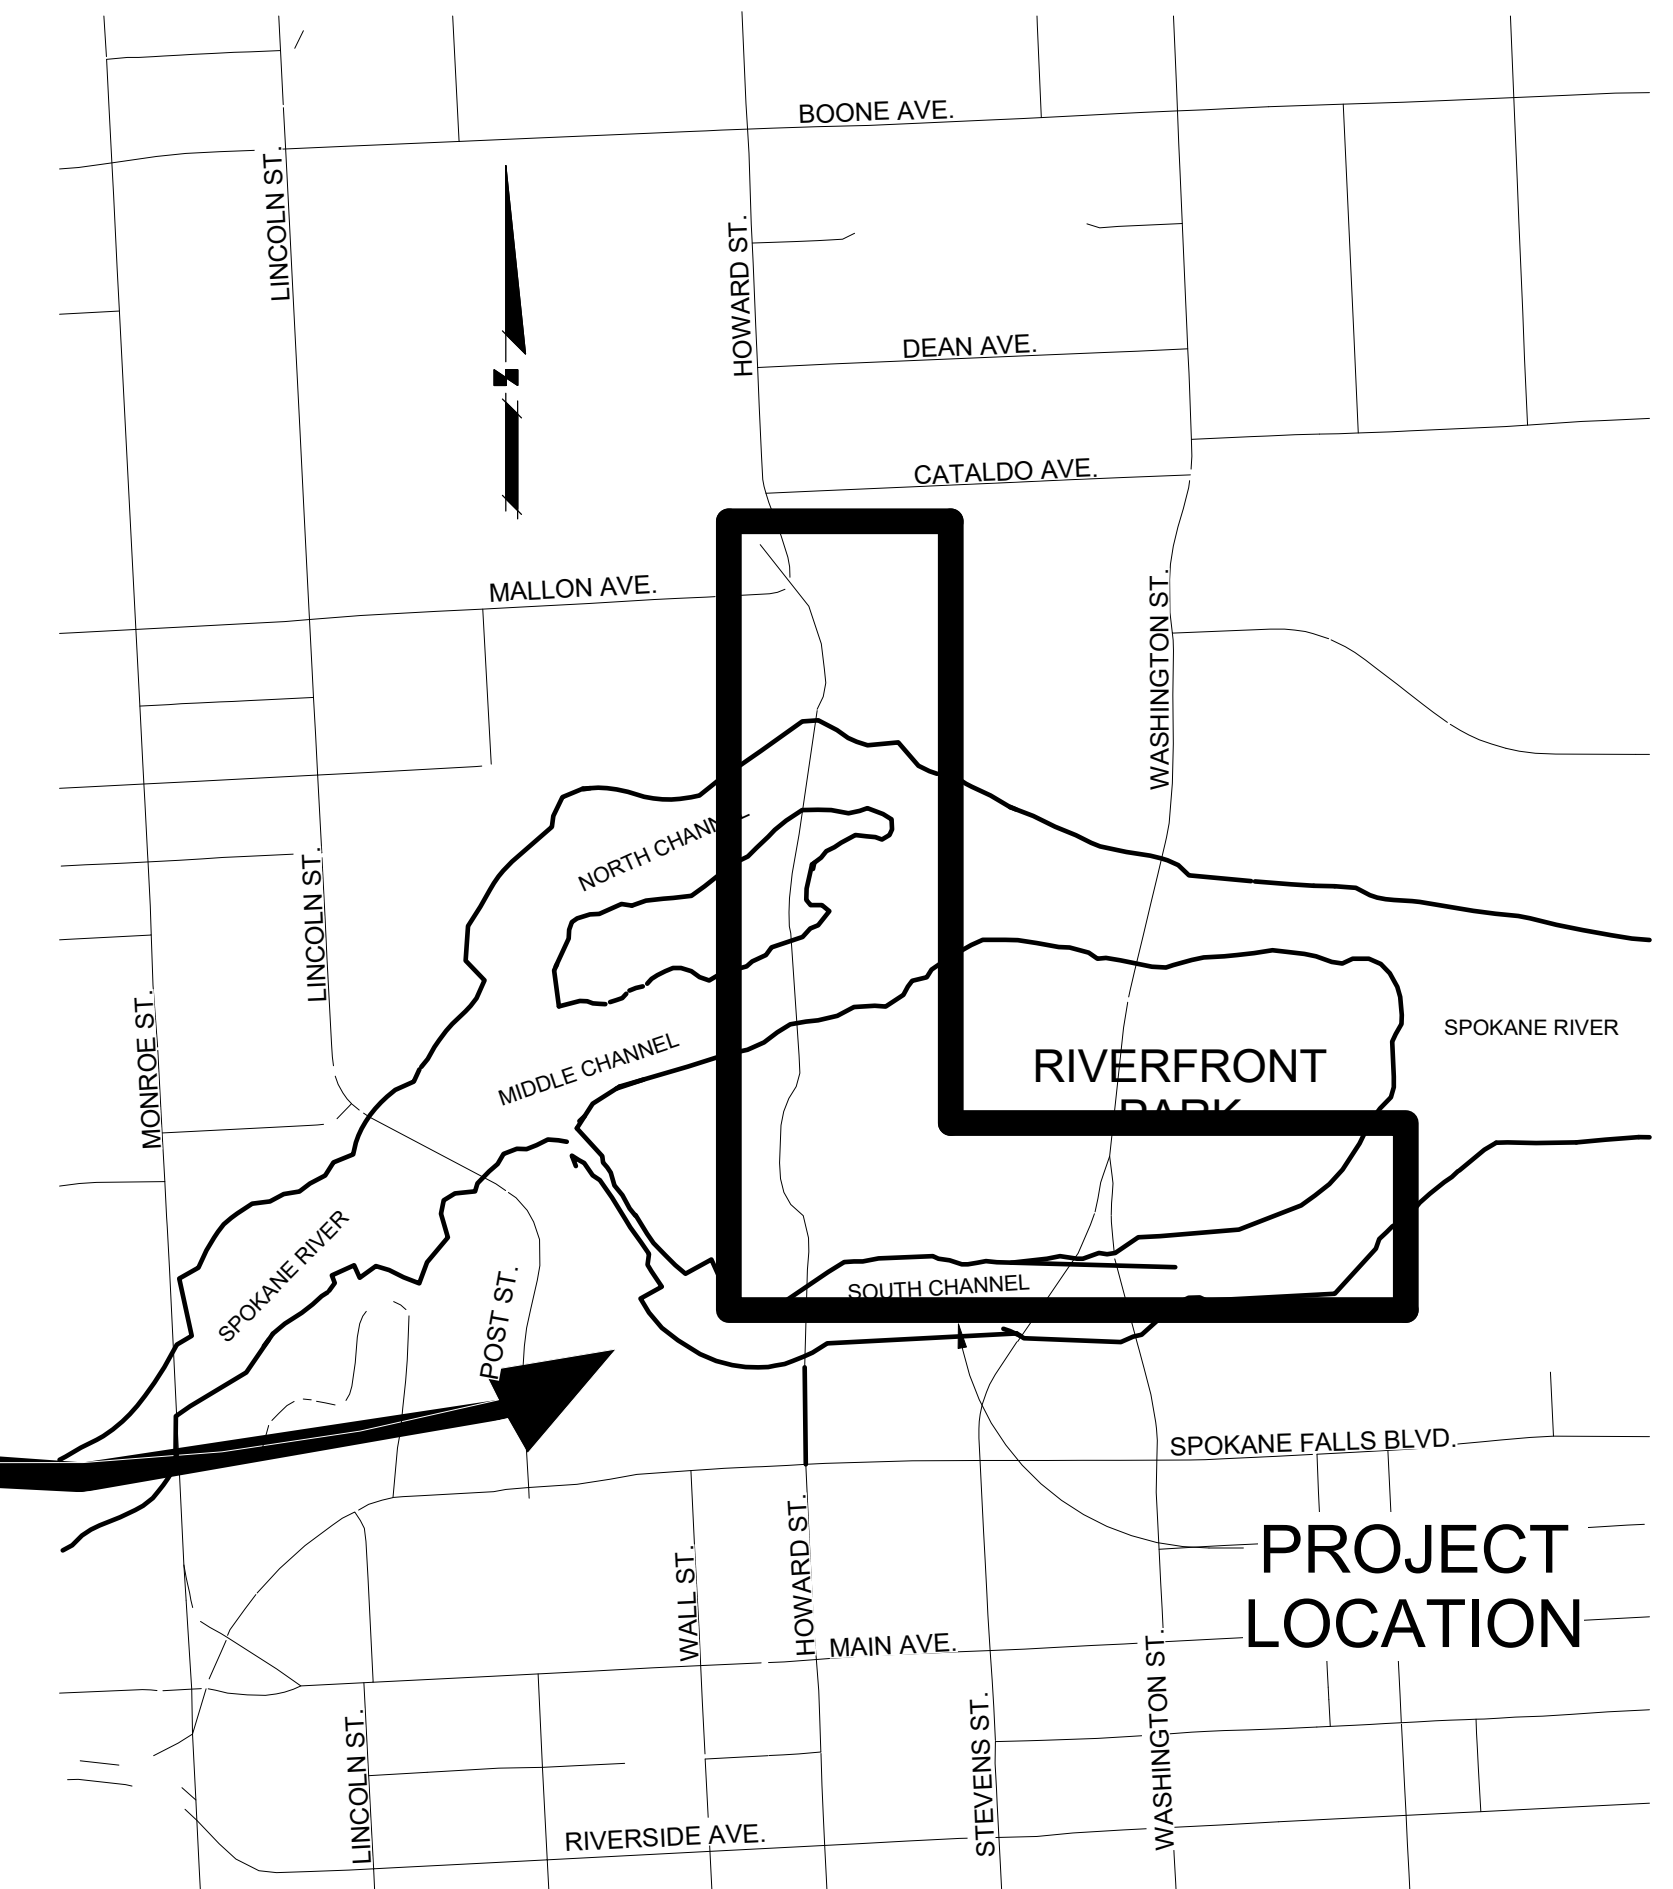 BOONE AVE.
LINCOLN ST.
HOWARD ST.
DEAN AVE.
CATALDO AVE.
MALLON AVE.
WASHINGTON ST.
NORTH CHANNEL
LINCOLN ST.
MONROE ST.
SPOKANE RIVER
MIDDLE CHANNEL
RIVERFRONT
PARK
SPOKANE RIVER
POST ST.
SOUTH CHANNEL
SPOKANE FALLS BLVD.
PROJECT
LOCATION
WALL ST.
HOWARD ST.
MAIN AVE.
LINCOLN ST.
STEVENS ST.
WASHINGTON ST.
RIVERSIDE AVE.